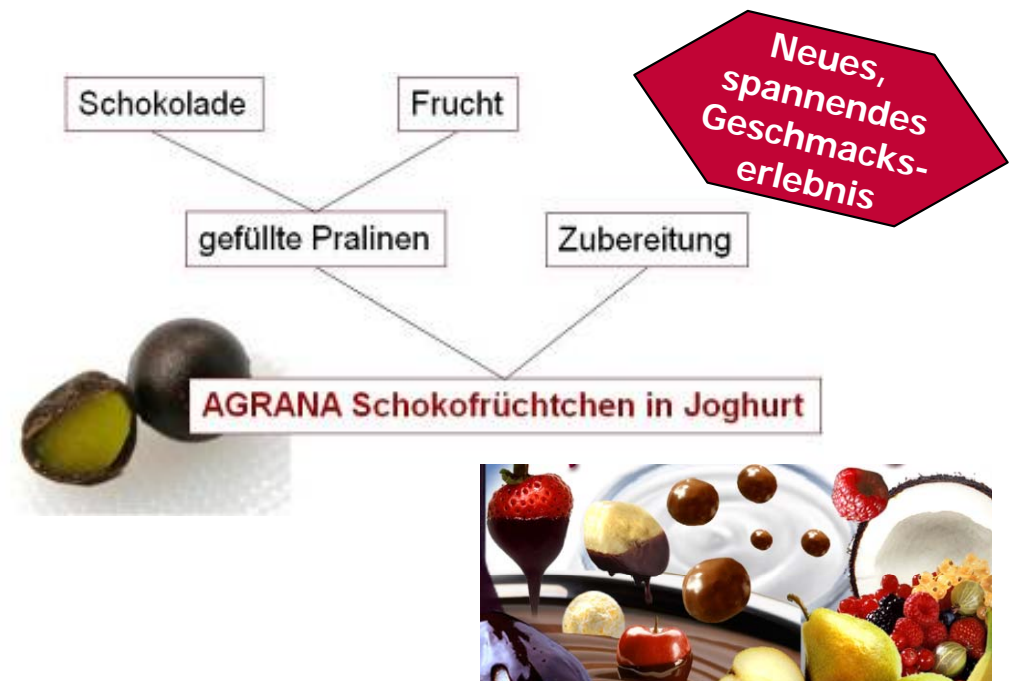 Neues,
spannendes
Geschmacks-
erlebnis
Schokolade
Frucht
gefüllte Pralinen
Zubereitung
AGRANA Schokofrüchtchen in Joghurt